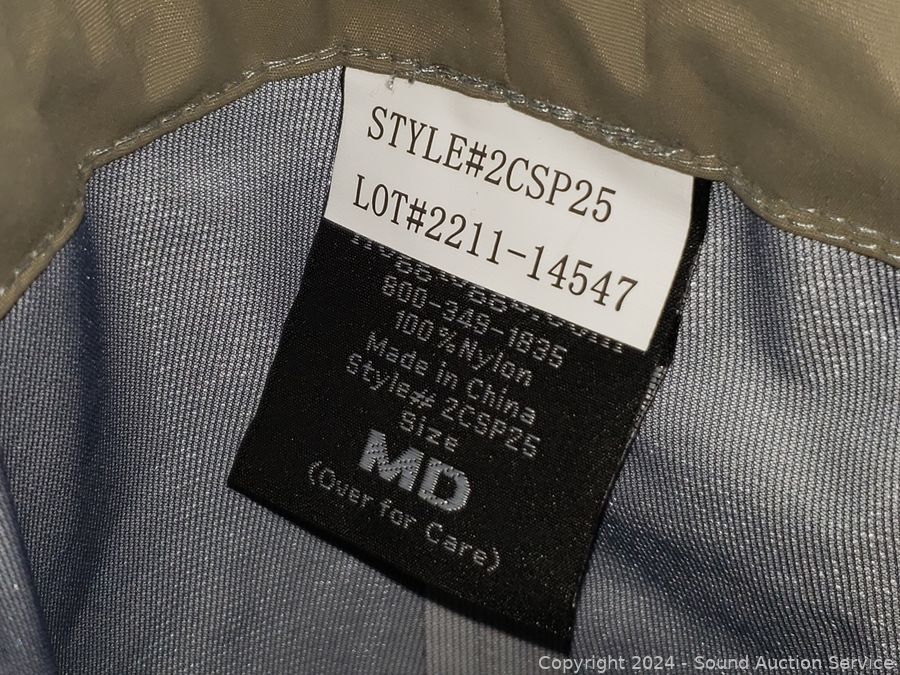 STYLE#2CSP25
LOT#2211-14547
800-349-1835
100%Nylon
Made in China
Style# 2CSP25
Size
MD
(Over for Care)
Copyright 2024 - Sound Auction Service